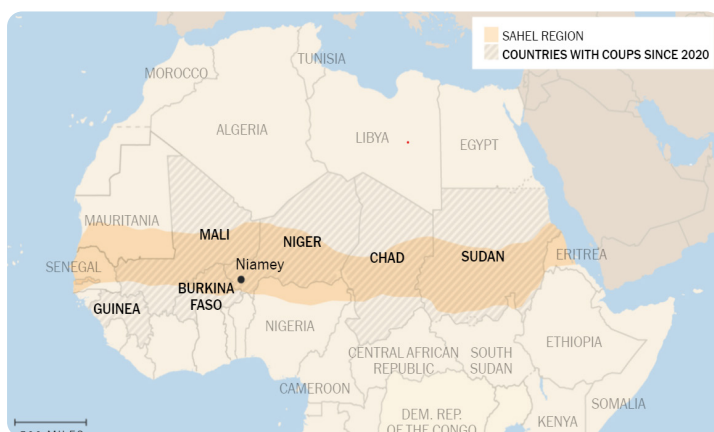 SAHEL REGION
COUNTRIES WITH COUPS SINCE 2020
TUNISIA
MOROCCO
ALGERIA
LIBYA
EGYPT
MAURITANIA
MALI
NIGER
CHAD
SUDAN
ERITREA
SENEGAL
Niamey
BURKINA
FASO
GUINEA
NIGERIA
ETHIOPIA
CENTRAL AFRICAN
REPUBLIC
SOUTH
SUDAN
CAMEROON
SOMALIA
DEM. REP.
OF THE CONGO
KENYA